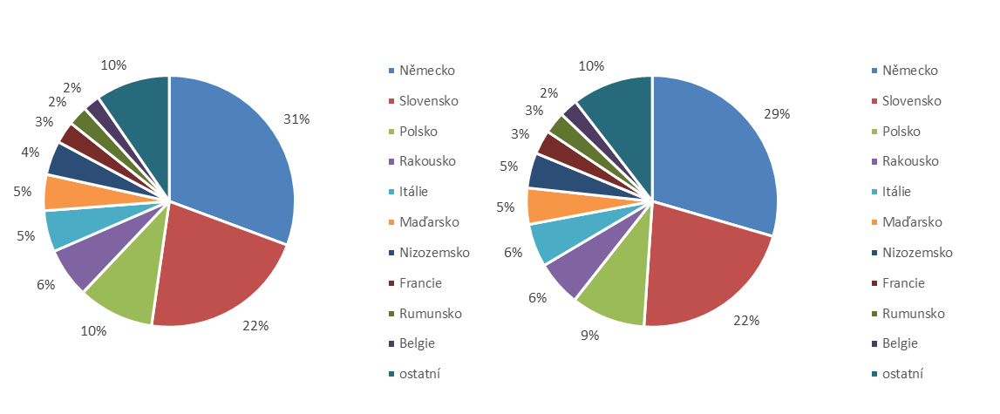 31%
22%
10%
6%
5%
5%
4%
3%
2%
2%
10%
Německo
Slovensko
Polsko
Rakousko
Itálie
Maďarsko
Nizozemsko
Francie
Rumunsko
Belgie
ostatní
29%
22%
9%
6%
6%
5%
5%
3%
3%
2%
10%
Německo
Slovensko
Polsko
Rakousko
Itálie
Maďarsko
Nizozemsko
Francie
Rumunsko
Belgie
ostatní